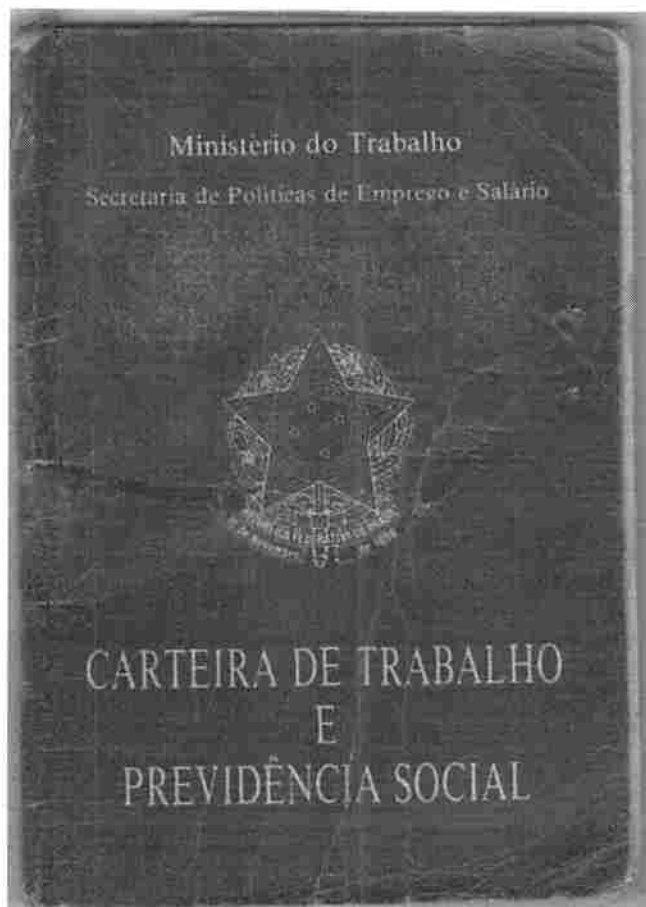 Ministério do Trabalho
Secretaria de Políticas de Emprego e Salário
CARTEIRA DE TRABALHO
E
PREVIDÊNCIA SOCIAL